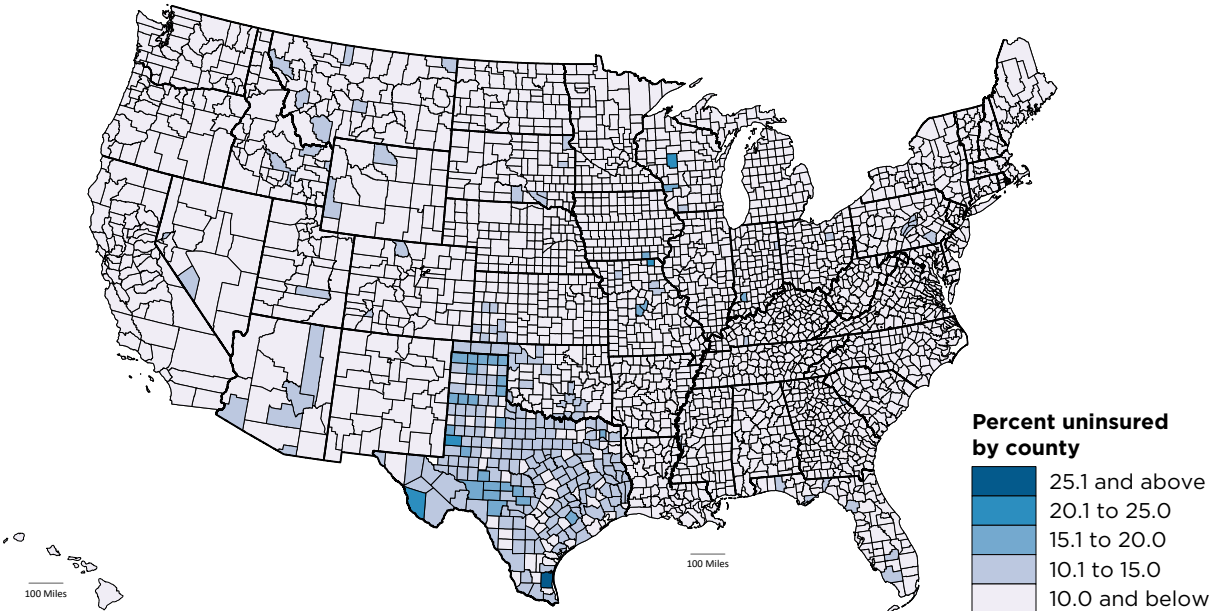 Percent uninsured
by county
25.1 and above
20.1 to 25.0
15.1 to 20.0
10.1 to 15.0
10.0 and below
100 Miles
100 Miles